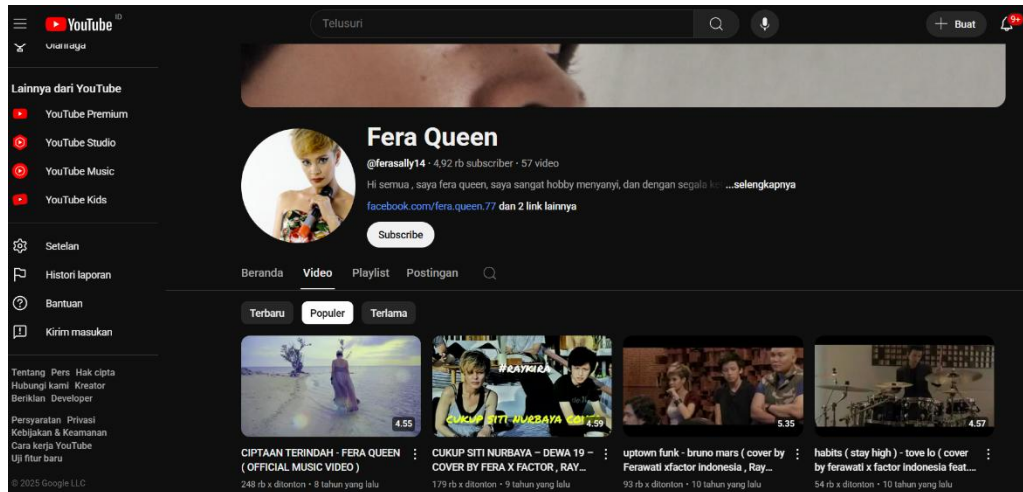 YouTube ID
Telusuri
Buat
9+
Olahraga
Lainnya dari YouTube
YouTube Premium
YouTube Studio
YouTube Music
YouTube Kids
Setelan
Histori laporan
Bantuan
Kirim masukan
Tentang Pers Hak cipta
Hubungi kami Kreator
Beriklan Developer
Persyaratan Privasi
Kebijakan & Keamanan
Cara kerja YouTube
Uji fitur baru
© 2025 Google LLC
Fera Queen
@ferasally14 · 4,92 rb subscriber · 57 video
Hi semua , saya fera queen, saya sangat hobby menyanyi, dan dengan segala ...selengkapnya
facebook.com/fera.queen.77 dan 2 link lainnya
Subscribe
Beranda Video Playlist Postingan
Terbaru Populer Terlama
4.55
CIPTAAN TERINDAH - FERA QUEEN
( OFFICIAL MUSIC VIDEO )
248 rb x ditonton • 8 tahun yang lalu
#RAYKIRA
CUKUP SITI NURBAYA
4.59
CUKUP SITI NURBAYA – DEWA 19 –
COVER BY FERA X FACTOR , RAY...
179 rb x ditonton • 9 tahun yang lalu
5.35
uptown funk - bruno mars ( cover by
Ferawati xfactor indonesia , Ray...
93 rb x ditonton • 10 tahun yang lalu
4.57
habits ( stay high ) - tove lo ( cover
by ferawati x factor indonesia feat....
54 rb x ditonton • 10 tahun yang lalu